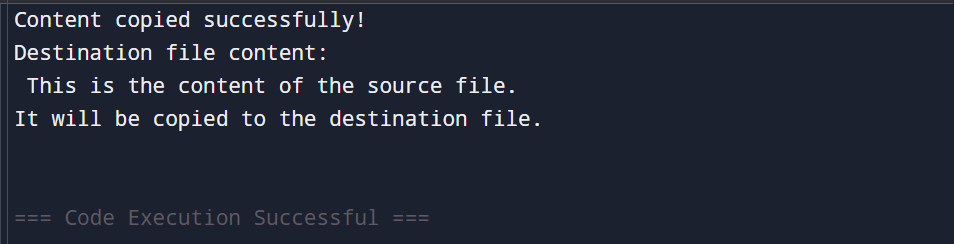 Content copied successfully!
Destination file content:
 This is the content of the source file.
It will be copied to the destination file.
=== Code Execution Successful ===